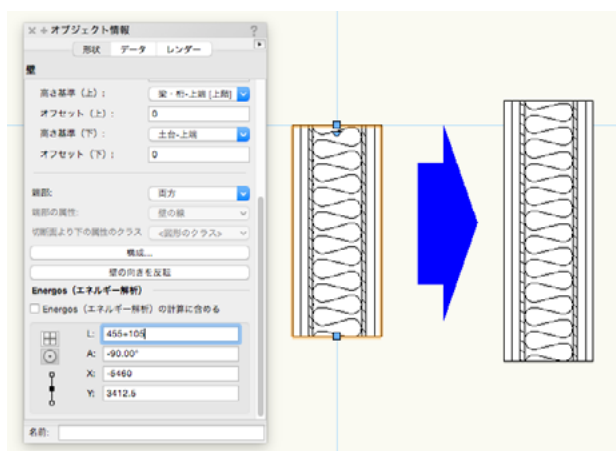 オブジェクト情報 ?
形状 データ レンダー
壁
高さ基準（上）: 梁・桁-上端 [上階]
オフセット（上）: 0
高さ基準（下）: 土台-上端
オフセット（下）: 0
端部: 両方
端部の属性: 壁の線
切断面より下の属性のクラス <図形のクラス>
構成...
壁の向きを反転
Energos（エネルギー解析）
Energos（エネルギー解析）の計算に含める
L: 455+105
A: -90.00°
X: -5460
Y: 3412.5
名前: